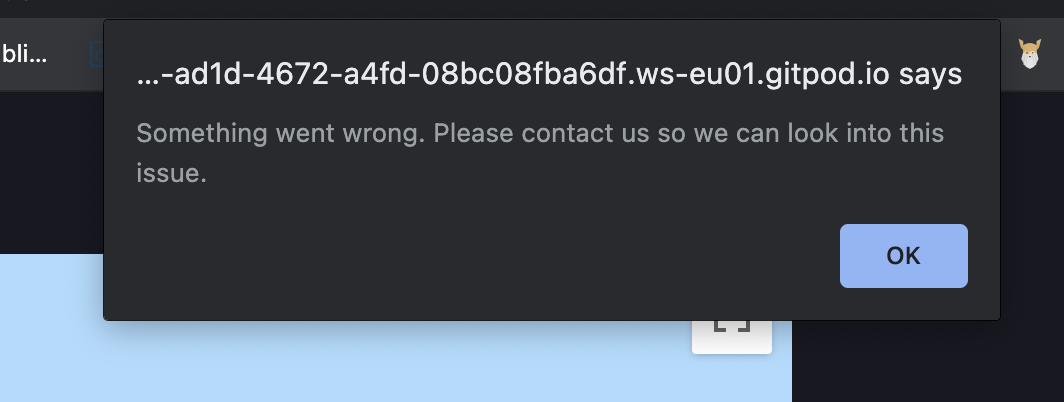 bli...
...-ad1d-4672-a4fd-08bc08fba6df.ws-eu01.gitpod.io says
Something went wrong. Please contact us so we can look into this
issue.
OK